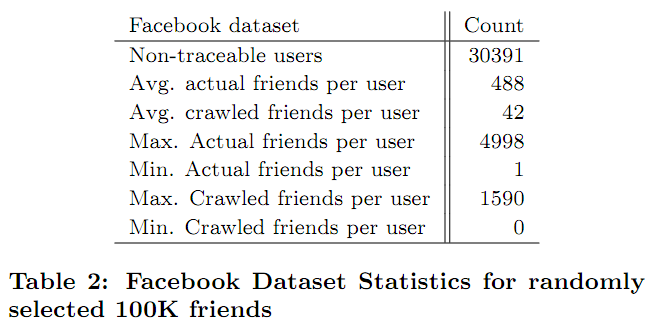 Facebook dataset Count
Non-traceable users 30391
Avg. actual friends per user 488
Avg. crawled friends per user 42
Max. Actual friends per user 4998
Min. Actual friends per user 1
Max. Crawled friends per user 1590
Min. Crawled friends per user 0
Table 2: Facebook Dataset Statistics for randomly
selected 100K friends